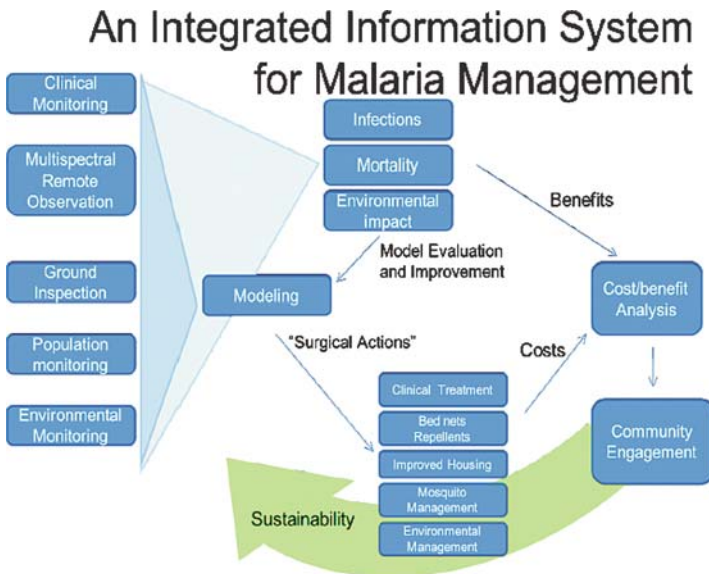 An Integrated Information System
for Malaria Management
Clinical
Monitoring
Multispectral
Remote
Observation
Ground
Inspection
Population
monitoring
Environmental
Monitoring
Infections
Mortality
Environmental
impact
Benefits
Model Evaluation
and Improvement
Modeling
Cost/benefit
Analysis
"Surgical Actions"
Costs
Clinical Treatment
Bed nets
Repellents
Improved Housing
Mosquito
Management
Environmental
Management
Community
Engagement
Sustainability